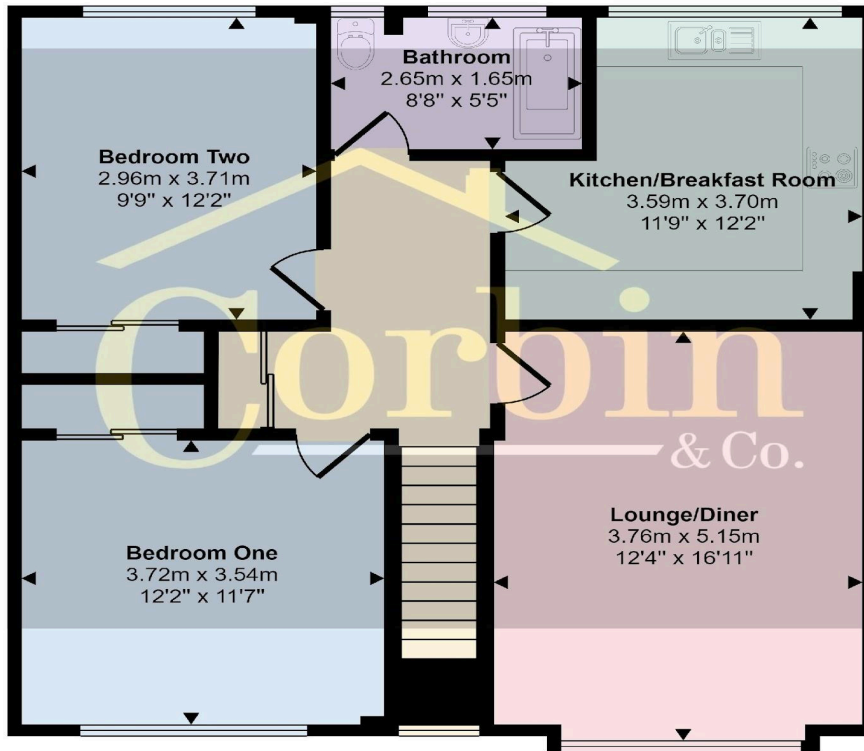 Bathroom
2.65m x 1.65m
8'8" x 5'5"
Bedroom Two
2.96m x 3.71m
9'9" x 12'2"
Kitchen/Breakfast Room
3.59m x 3.70m
11'9" x 12'2"
Corbin
& Co.
Lounge/Diner
3.76m x 5.15m
12'4" x 16'11"
Bedroom One
3.72m x 3.54m
12'2" x 11'7"